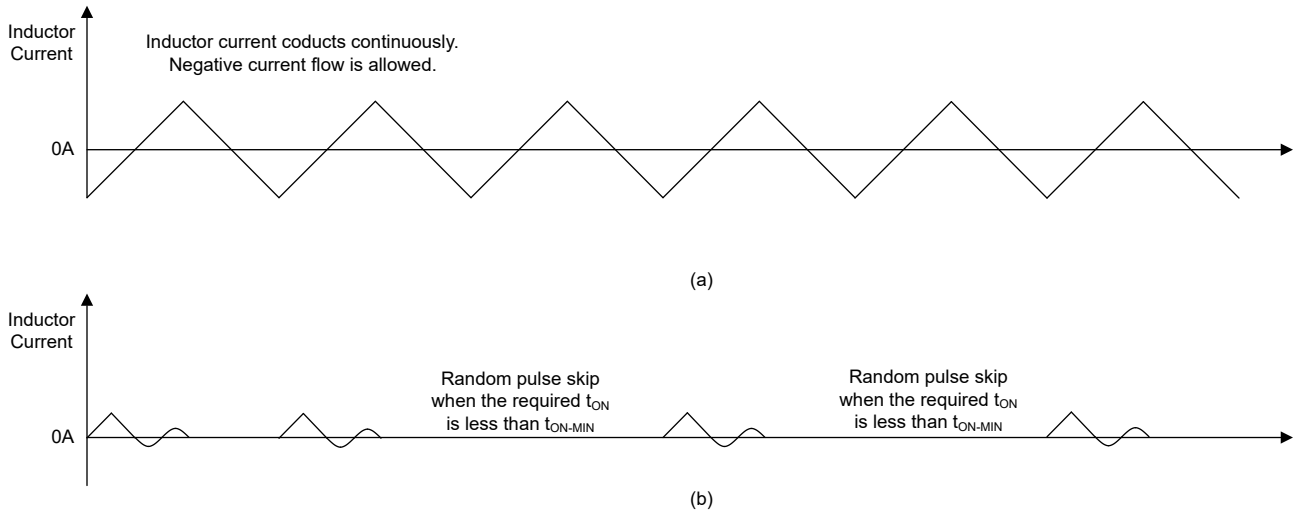 Inductor
Current
Inductor current coducts continuously.
Negative current flow is allowed.
0A
(a)
Inductor
Current
Random pulse skip
when the required tON
is less than tON-MIN
Random pulse skip
when the required tON
is less than tON-MIN
0A
(b)